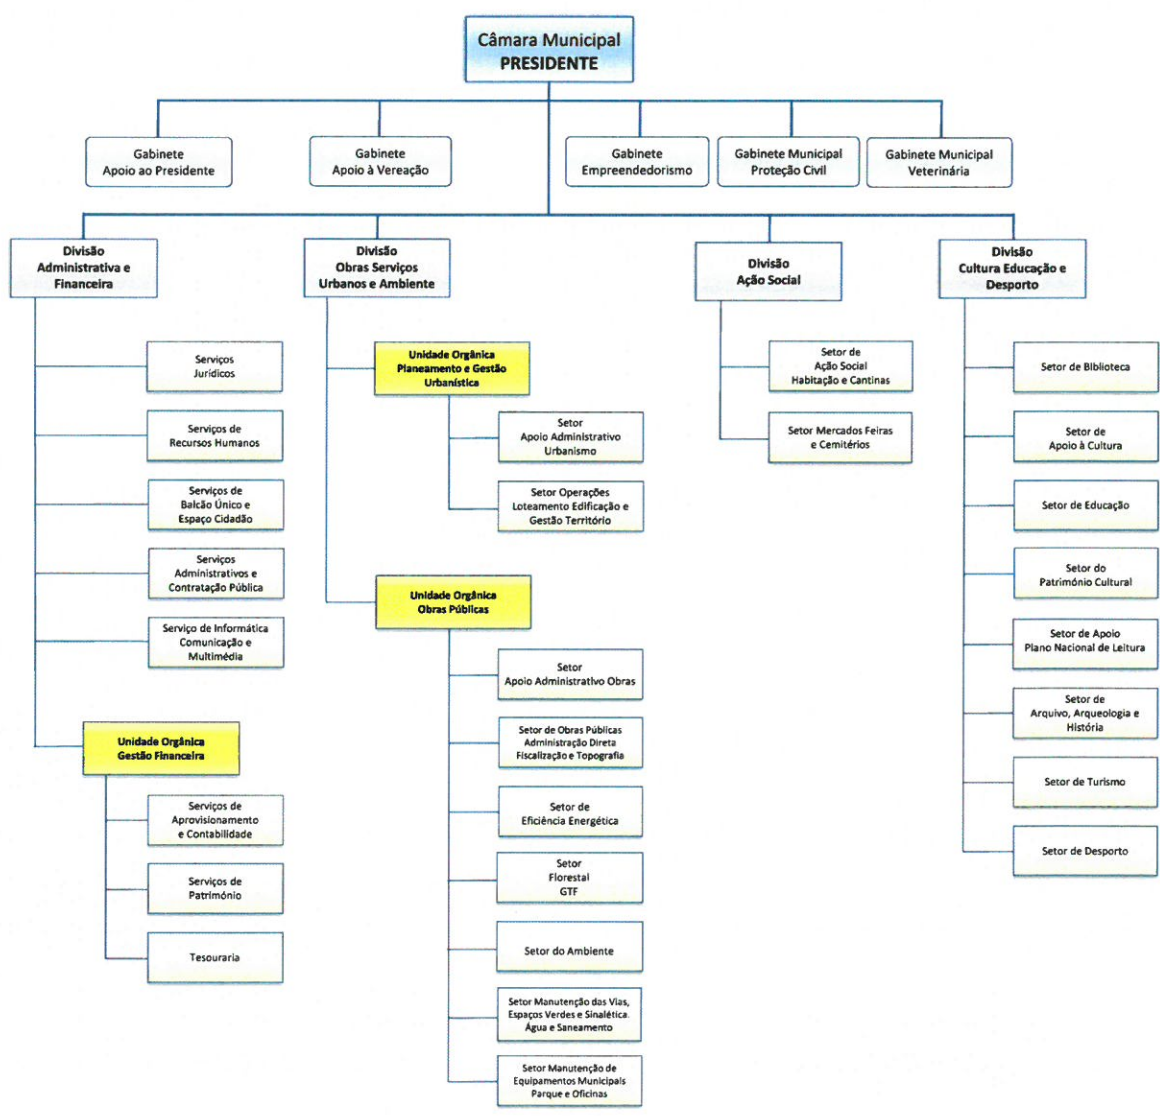 Câmara Municipal
PRESIDENTE
Gabinete
Apoio ao Presidente
Gabinete
Apoio à Vereação
Gabinete
Empreendedorismo
Gabinete Municipal
Proteção Civil
Gabinete Municipal
Veterinária
Divisão
Administrativa e
Financeira
Serviços
Jurídicos
Serviços de
Recursos Humanos
Serviços de
Balcão Único e
Espaço Cidadão
Serviços
Administrativos e
Contratação Pública
Serviço de Informática
Comunicação e
Multimédia
Unidade Orgânica
Gestão Financeira
Serviços de
Aprovisionamento
e Contabilidade
Serviços de
Património
Tesouraria
Divisão
Obras Serviços
Urbanos e Ambiente
Unidade Orgânica
Planeamento e Gestão
Urbanística
Setor
Apoio Administrativo
Urbanismo
Setor Operações
Loteamento Edificação e
Gestão Território
Unidade Orgânica
Obras Públicas
Setor
Apoio Administrativo Obras
Setor de Obras Públicas
Administração Direta
Fiscalização e Topografia
Setor de
Eficiência Energética
Setor
Florestal
GTF
Setor do Ambiente
Setor Manutenção das Vias,
Espaços Verdes e Sinalética.
Água e Saneamento
Setor Manutenção de
Equipamentos Municipais
Parque e Oficinas
Divisão
Ação Social
Setor de
Ação Social
Habitação e Cantinas
Setor Mercados Feiras
e Cemitérios
Divisão
Cultura Educação e
Desporto
Setor de Biblioteca
Setor de
Apoio à Cultura
Setor de Educação
Setor do
Património Cultural
Setor de Apoio
Plano Nacional de Leitura
Setor de
Arquivo, Arqueologia e
História
Setor de Turismo
Setor de Desporto